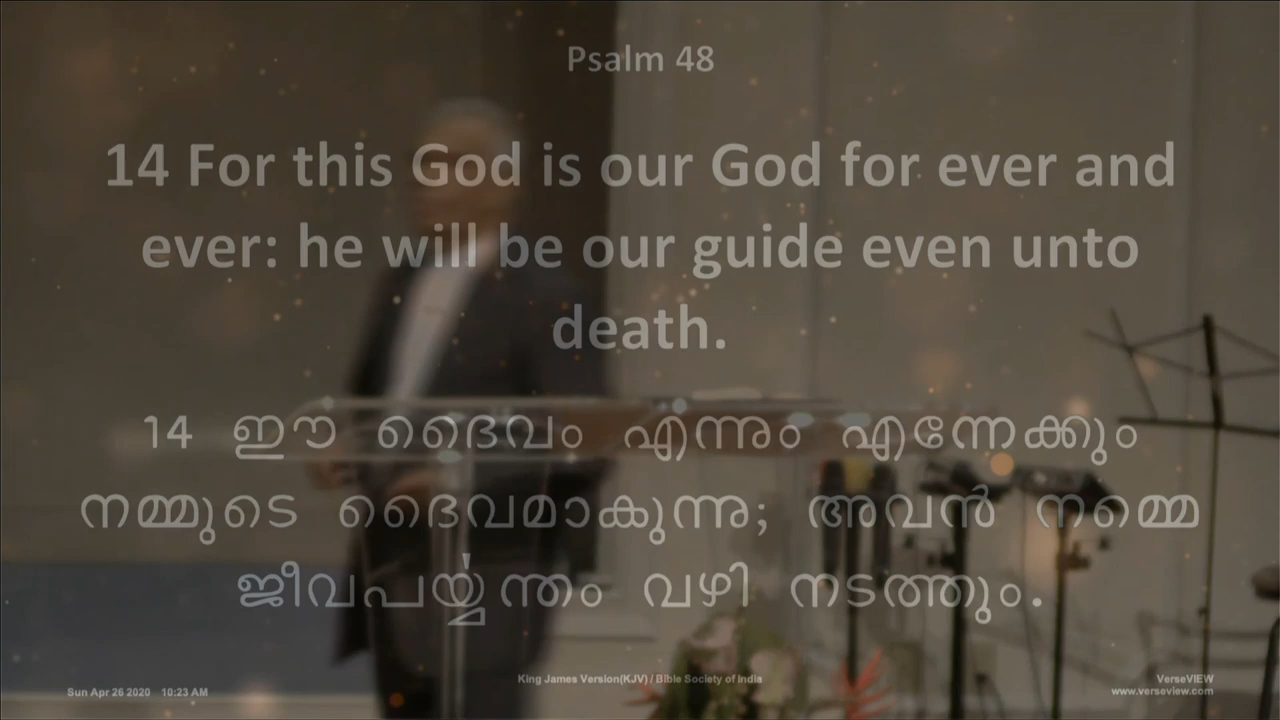 Psalm 48
14 For this God is our God for ever and
ever: he will be our guide even unto
death.
14 ഈ ദൈവം എന്നും എന്നേക്കും
നമ്മുടെ ദൈവമാകുന്നു; അവൻ നമ്മെ
ജീവപൎയ്യന്തം വഴി നടത്തും.
King James Version(KJV) / Bible Society of India
Sun Apr 26 2020 10:23 AM
VerseVIEW
www.verseview.com